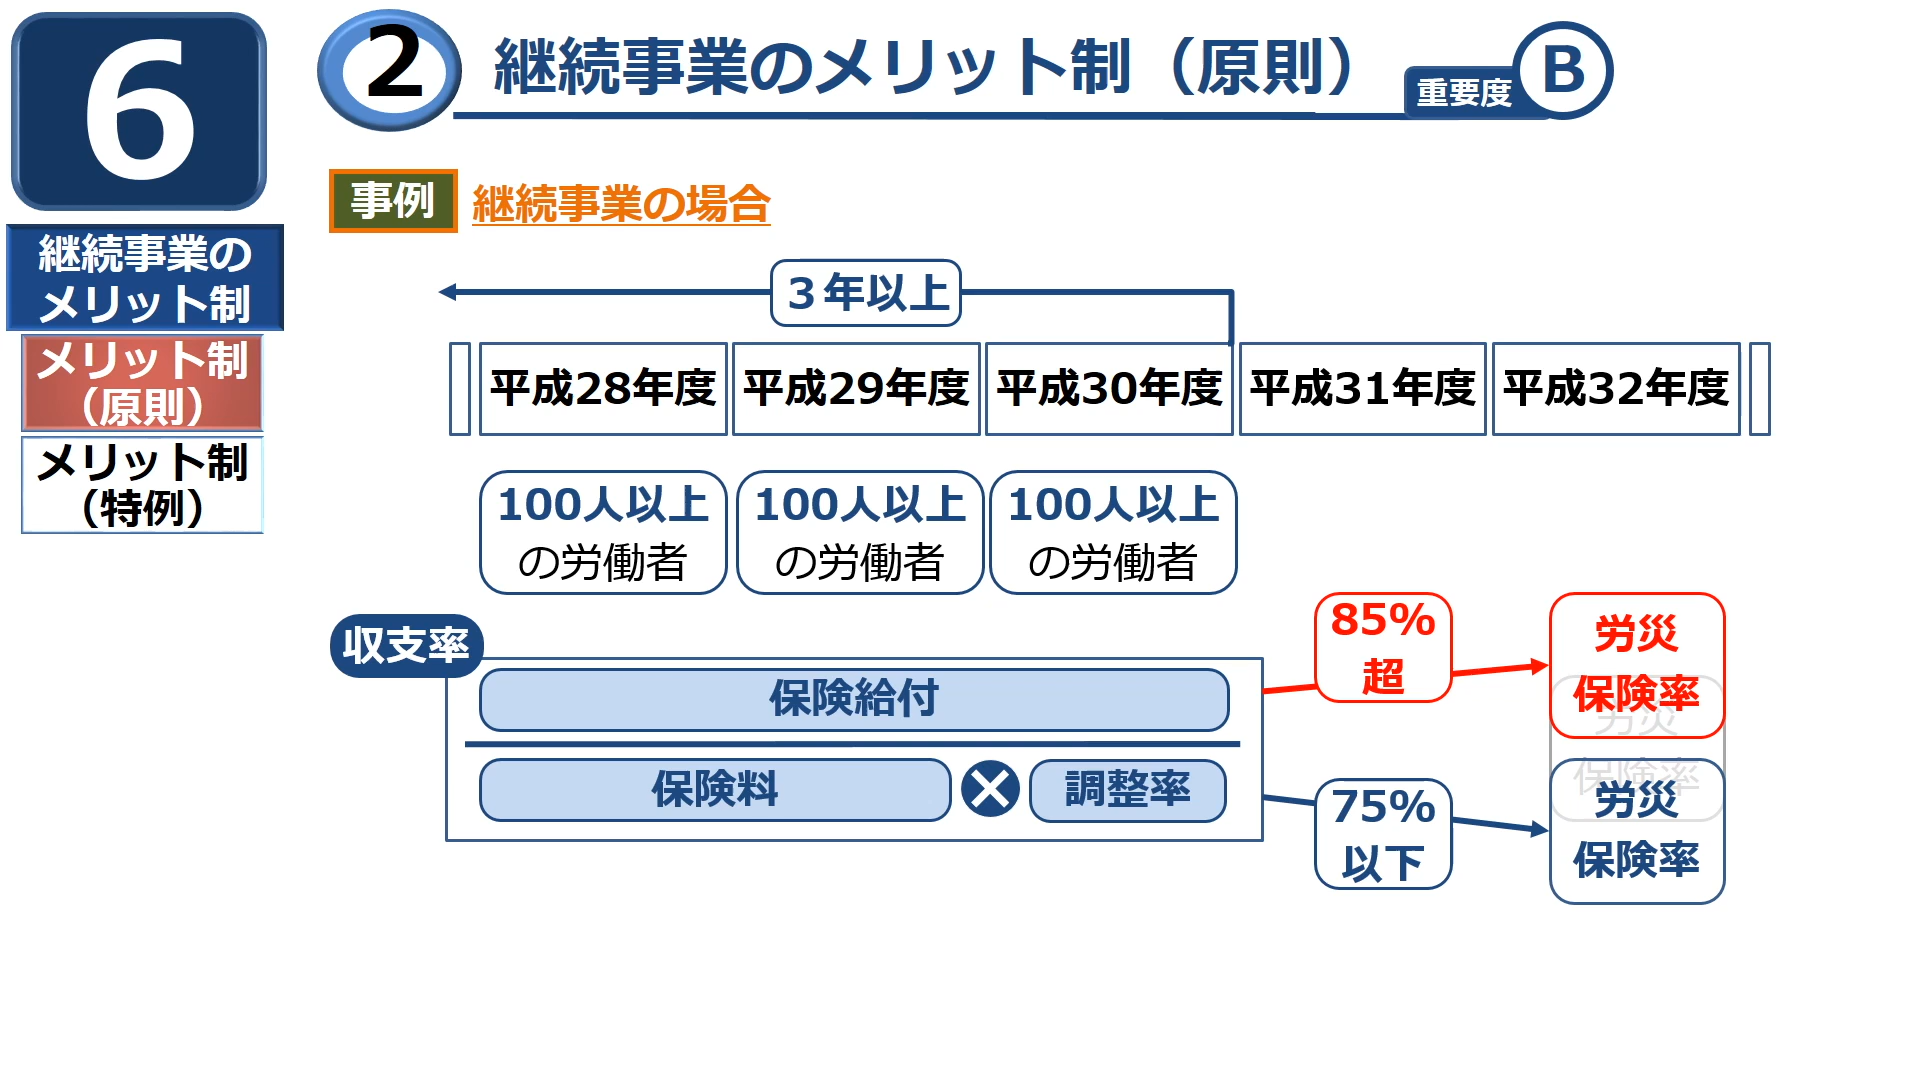 6
継続事業の
メリット制
メリット制
（原則）
メリット制
（特例）
2
継続事業のメリット制（原則）
重要度
B
事例
継続事業の場合
３年以上
平成28年度
平成29年度
平成30年度
平成31年度
平成32年度
100人以上
の労働者
100人以上
の労働者
100人以上
の労働者
収支率
保険給付
保険料
×
調整率
85%
超
75%
以下
労災
保険率
労災
保険率
労災
保険率